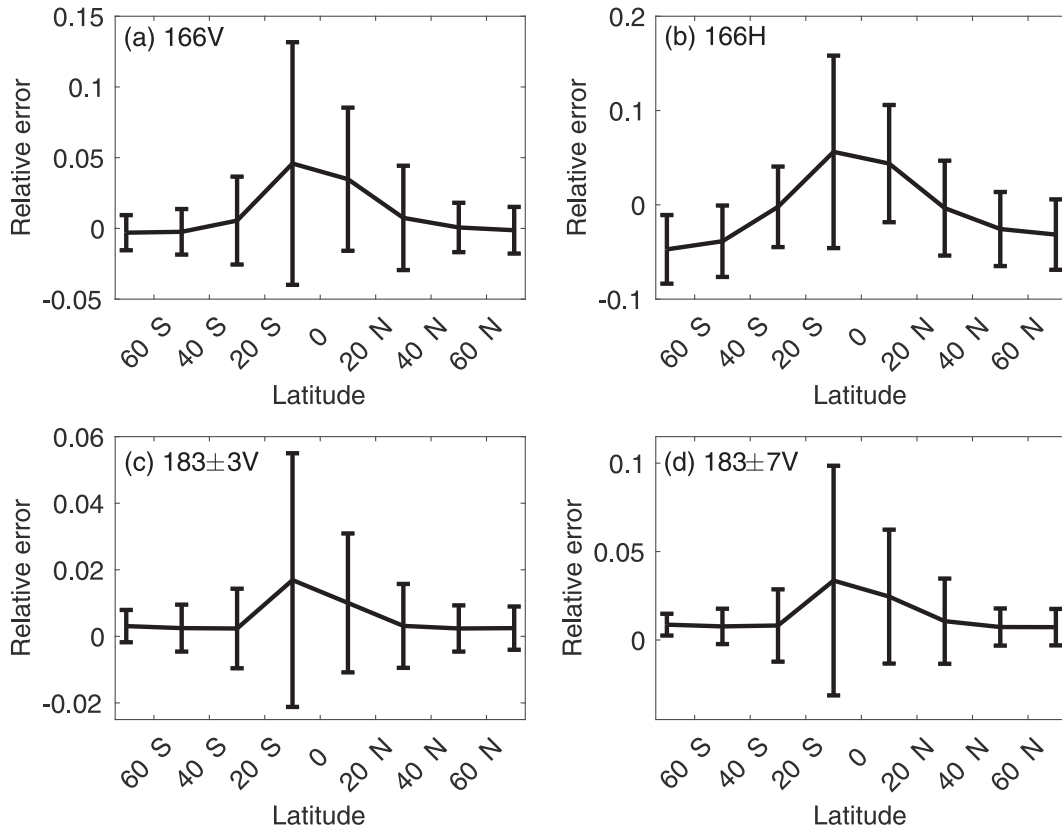 (a) 166V
Relative error
0.15
0.1
0.05
0
-0.05
60 S
40 S
20 S
0
20 N
40 N
60 N
Latitude
(b) 166H
Relative error
0.2
0.1
0
-0.1
60 S
40 S
20 S
0
20 N
40 N
60 N
Latitude
(c) 183±3V
Relative error
0.06
0.04
0.02
0
-0.02
60 S
40 S
20 S
0
20 N
40 N
60 N
Latitude
(d) 183±7V
Relative error
0.1
0.05
0
60 S
40 S
20 S
0
20 N
40 N
60 N
Latitude